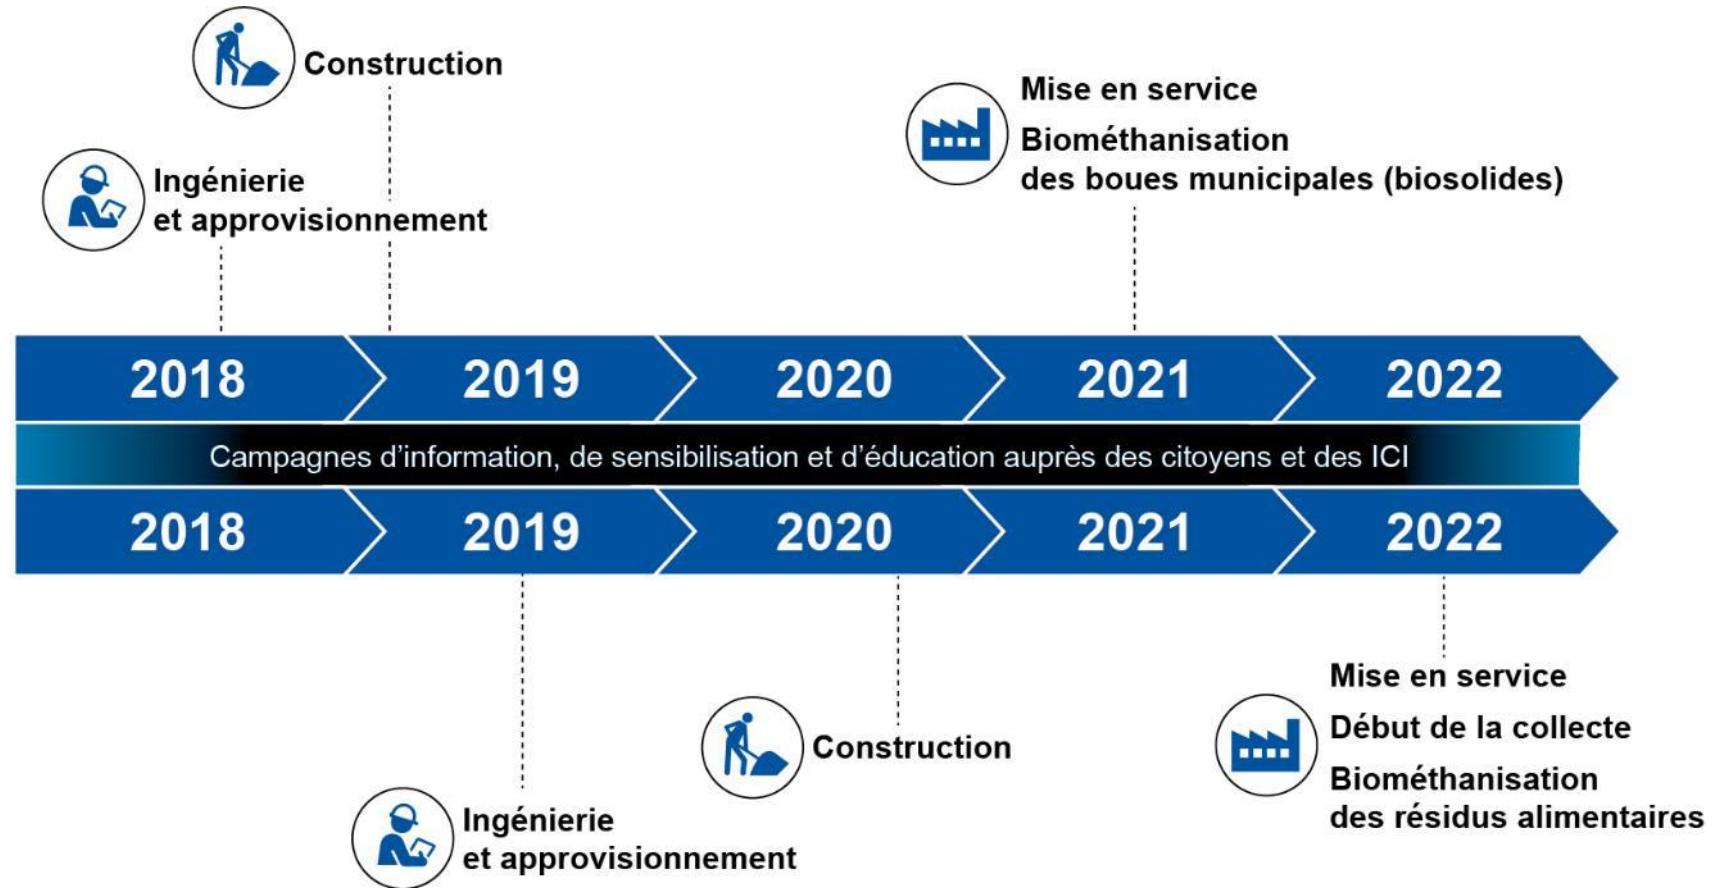 Construction
Ingénierie
et approvisionnement
Mise en service
Biométhanisation
des boues municipales (biosolides)
2018 2019 2020 2021 2022
Campagnes d’information, de sensibilisation et d’éducation auprès des citoyens et des ICI
2018 2019 2020 2021 2022
Ingénierie
et approvisionnement
Construction
Mise en service
Début de la collecte
Biométhanisation
des résidus alimentaires